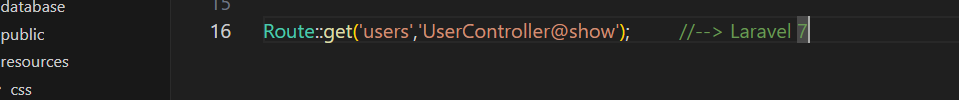 database
15
public
16 Route::get('users','UserController@show'); //--> Laravel 7
resources
css